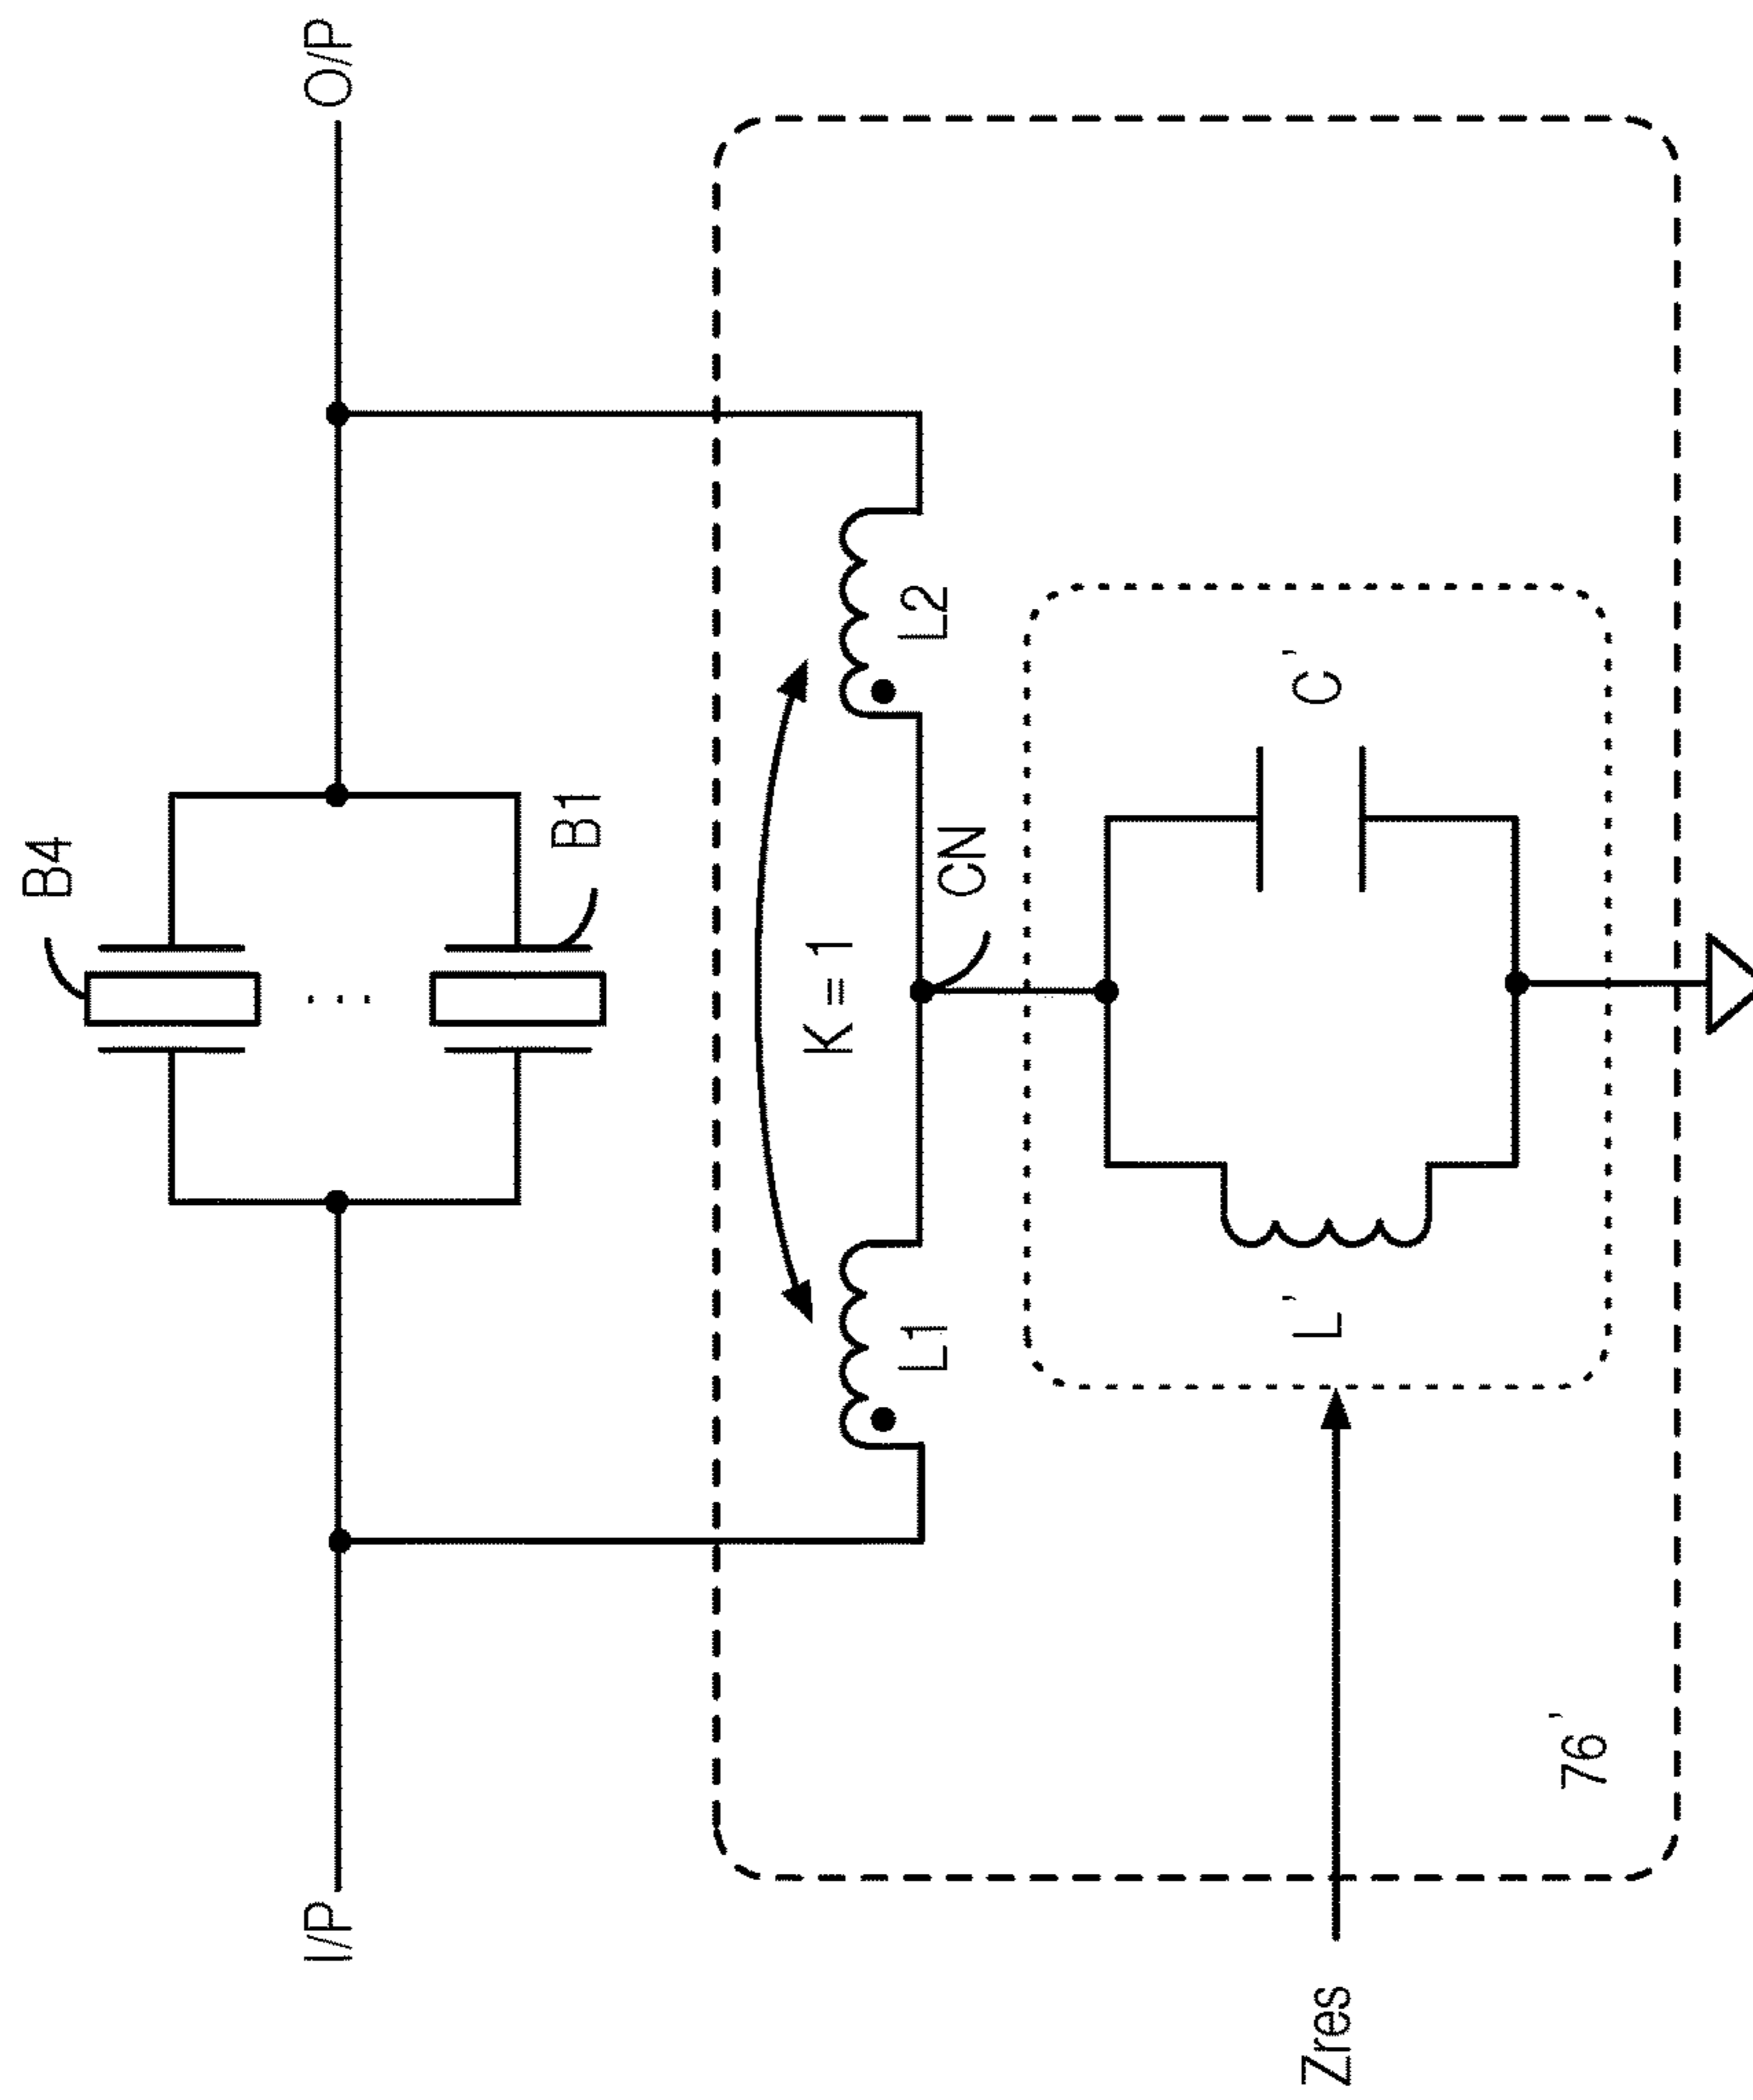 B4
B1
I/P
O/P
K = 1
L1
L2
CN
L'
C'
Zres
76'